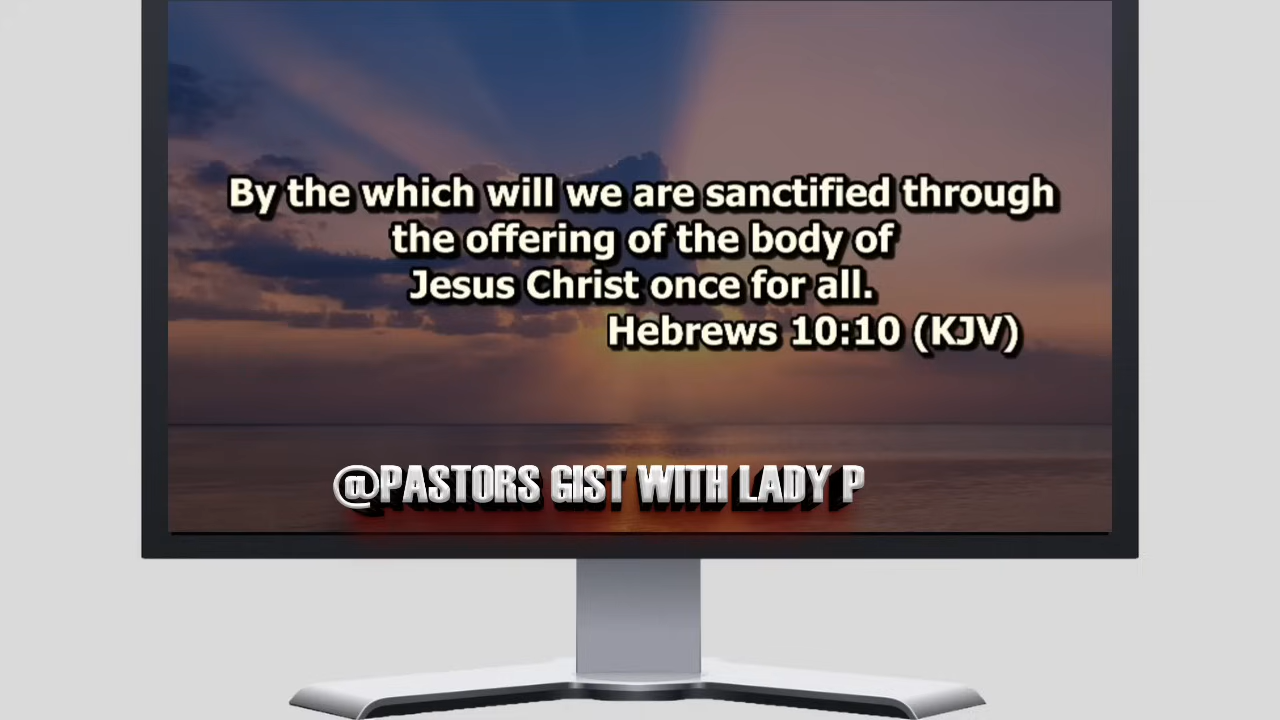 By the which will we are sanctified through
the offering of the body of
Jesus Christ once for all.
Hebrews 10:10 (KJV)
@PASTORS GIST WITH LADY P